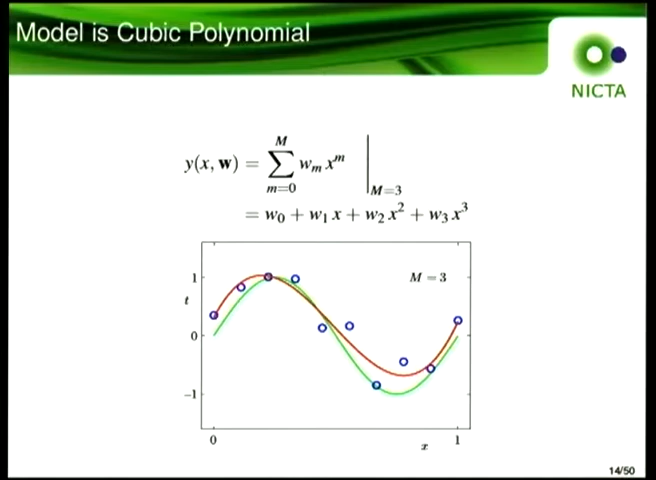 Model is Cubic Polynomial
NICTA
y(x, w) = ∑_{m=0}^{M} w_m x^m |_{M=3}
= w_0 + w_1 x + w_2 x^2 + w_3 x^3
M = 3
1
t
0
−1
0
x
1
14/50